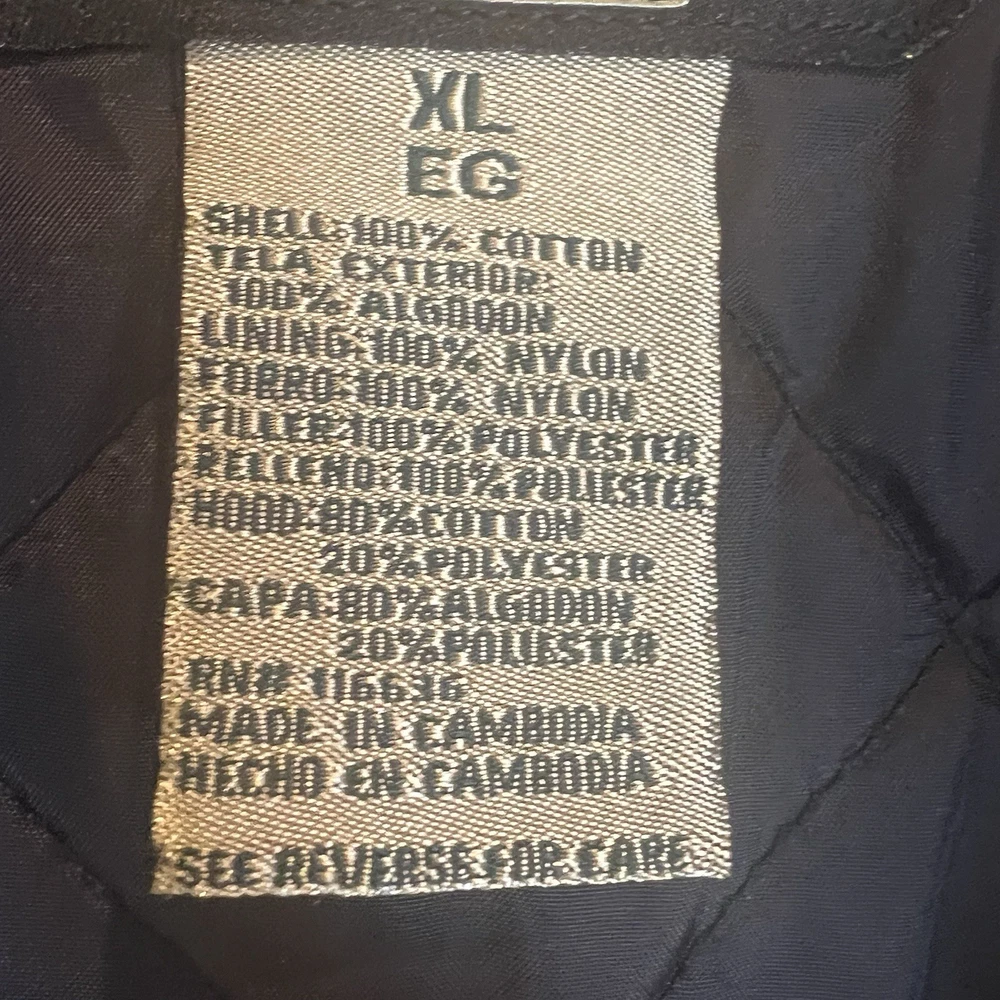 XL
EG
SHELL:100% COTTON
TELA EXTERIOR:
100% ALGODON
LINING:100% NYLON
FORRO:100% NYLON
FILLER:100% POLYESTER
RELLENO:100% POLIESTER
HOOD:80%COTTON
20%POLYESTER
CAPA:80%ALGODON
20%POLIESTER
RN# 116636
MADE IN CAMBODIA
HECHO EN CAMBODIA
SEE REVERSE FOR CARE